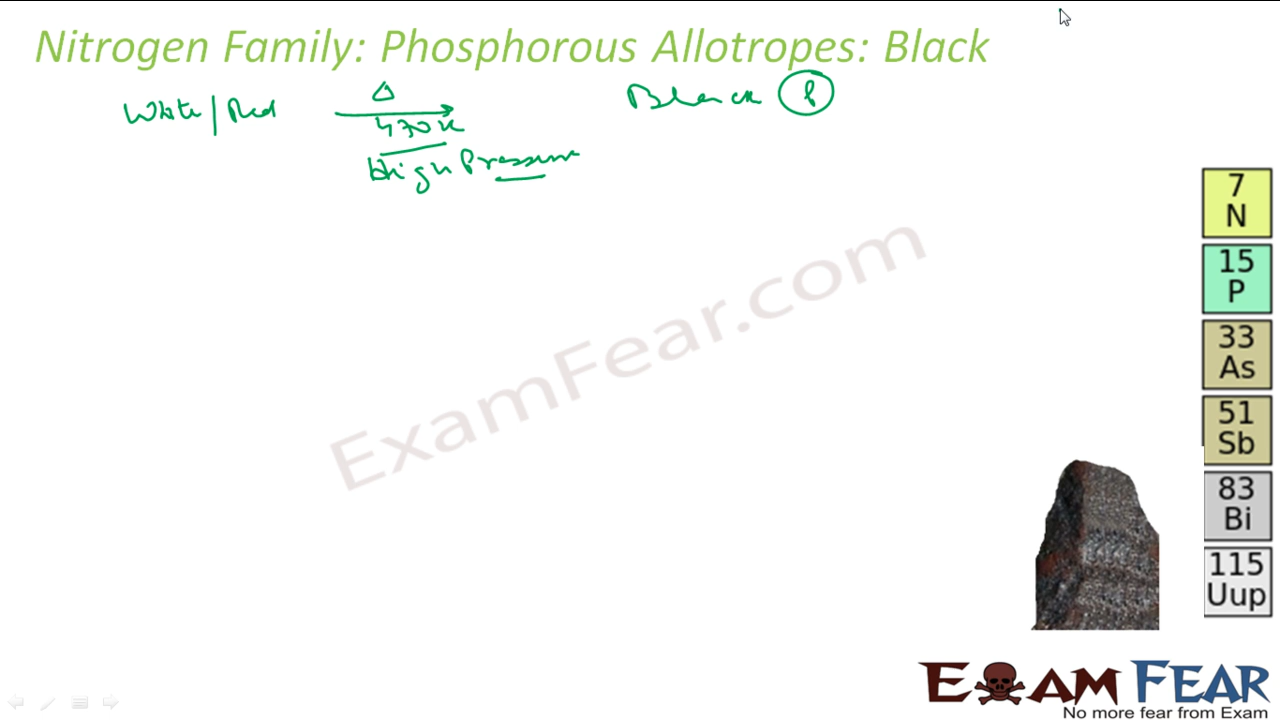 Nitrogen Family: Phosphorous Allotropes: Black
White/Red Δ Black P
470K
High Pressure
7
N
15
P
33
As
51
Sb
83
Bi
115
Uup
ExamFear.com
EXAM FEAR
No more fear from Exam